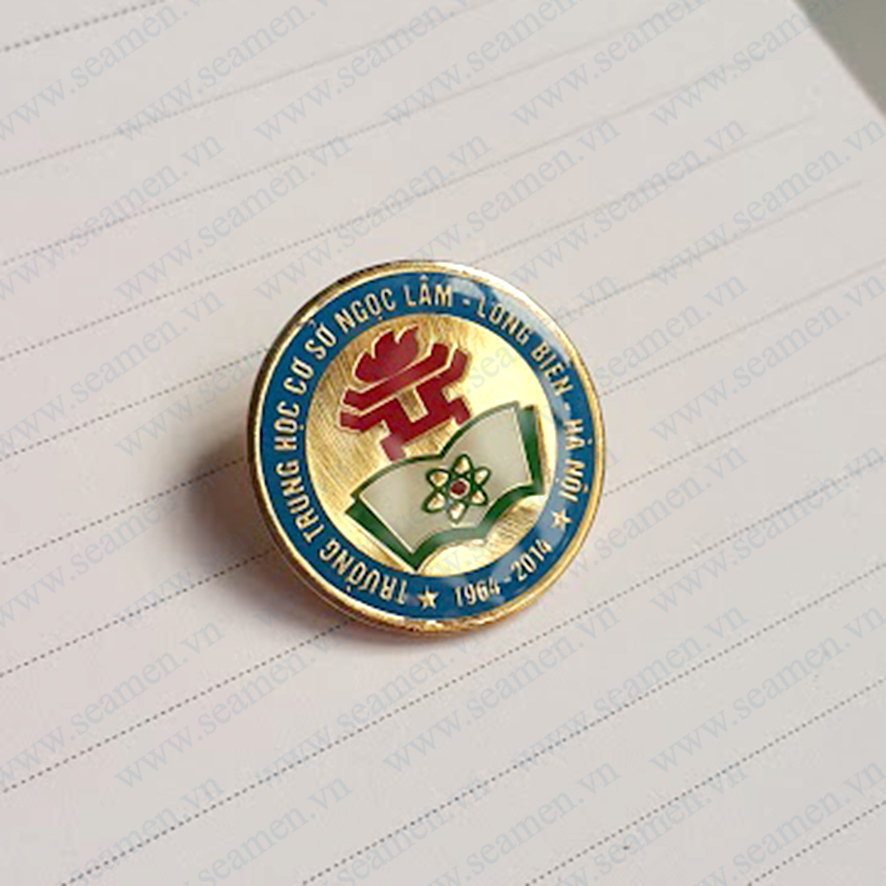 TRƯỜNG TRUNG HỌC CƠ SỞ NGỌC LÂM - LONG BIÊN - HÀ NỘI
★ 1964 - 2014 ★
www.seamen.vn